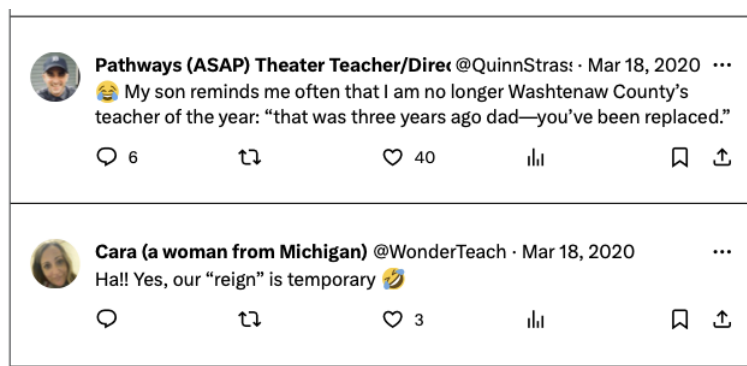 Pathways (ASAP) Theater Teacher/Direc @QuinnStras: · Mar 18, 2020 ···
😂 My son reminds me often that I am no longer Washtenaw County’s
teacher of the year: “that was three years ago dad—you’ve been replaced.”
6 40
Cara (a woman from Michigan) @WonderTeach · Mar 18, 2020 ···
Ha!! Yes, our “reign” is temporary 🤣
3